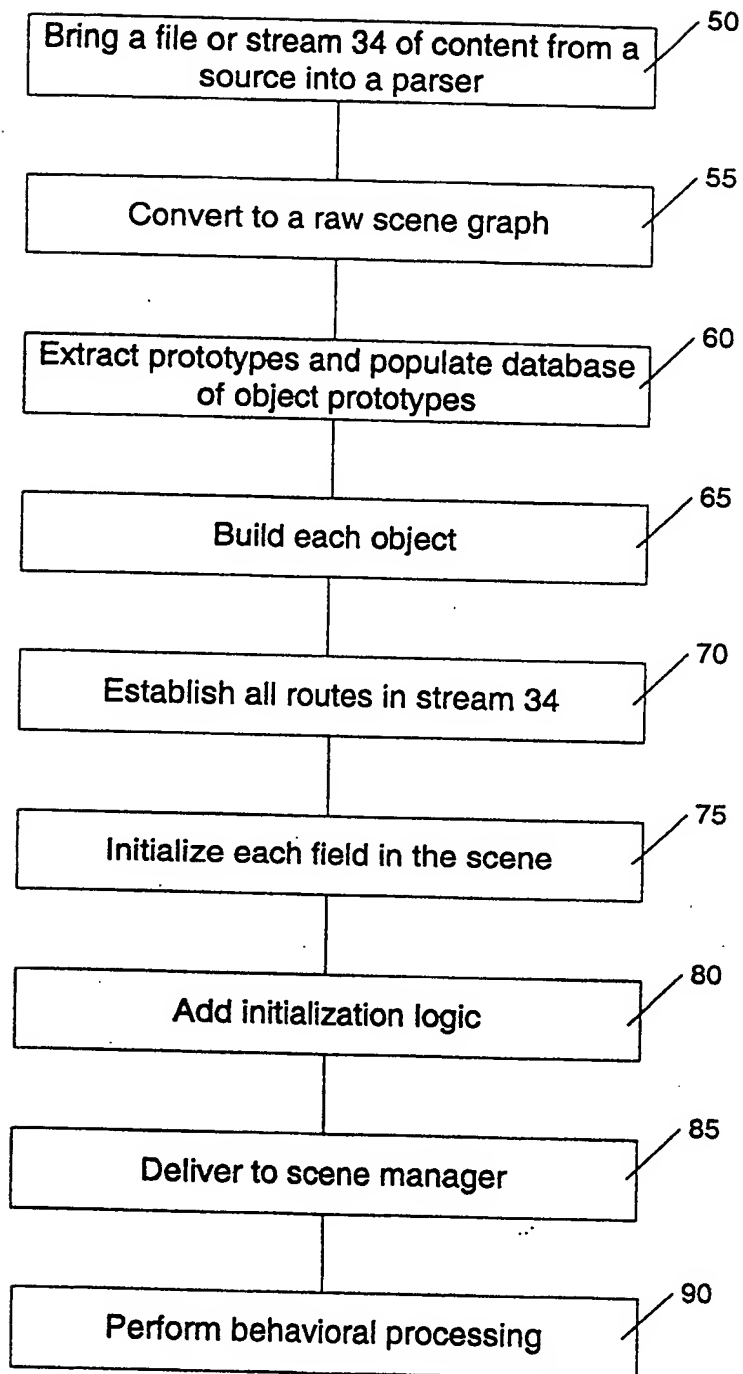 50
Bring a file or stream 34 of content from a
source into a parser
55
Convert to a raw scene graph
60
Extract prototypes and populate database
of object prototypes
65
Build each object
70
Establish all routes in stream 34
75
Initialize each field in the scene
80
Add initialization logic
85
Deliver to scene manager
90
Perform behavioral processing